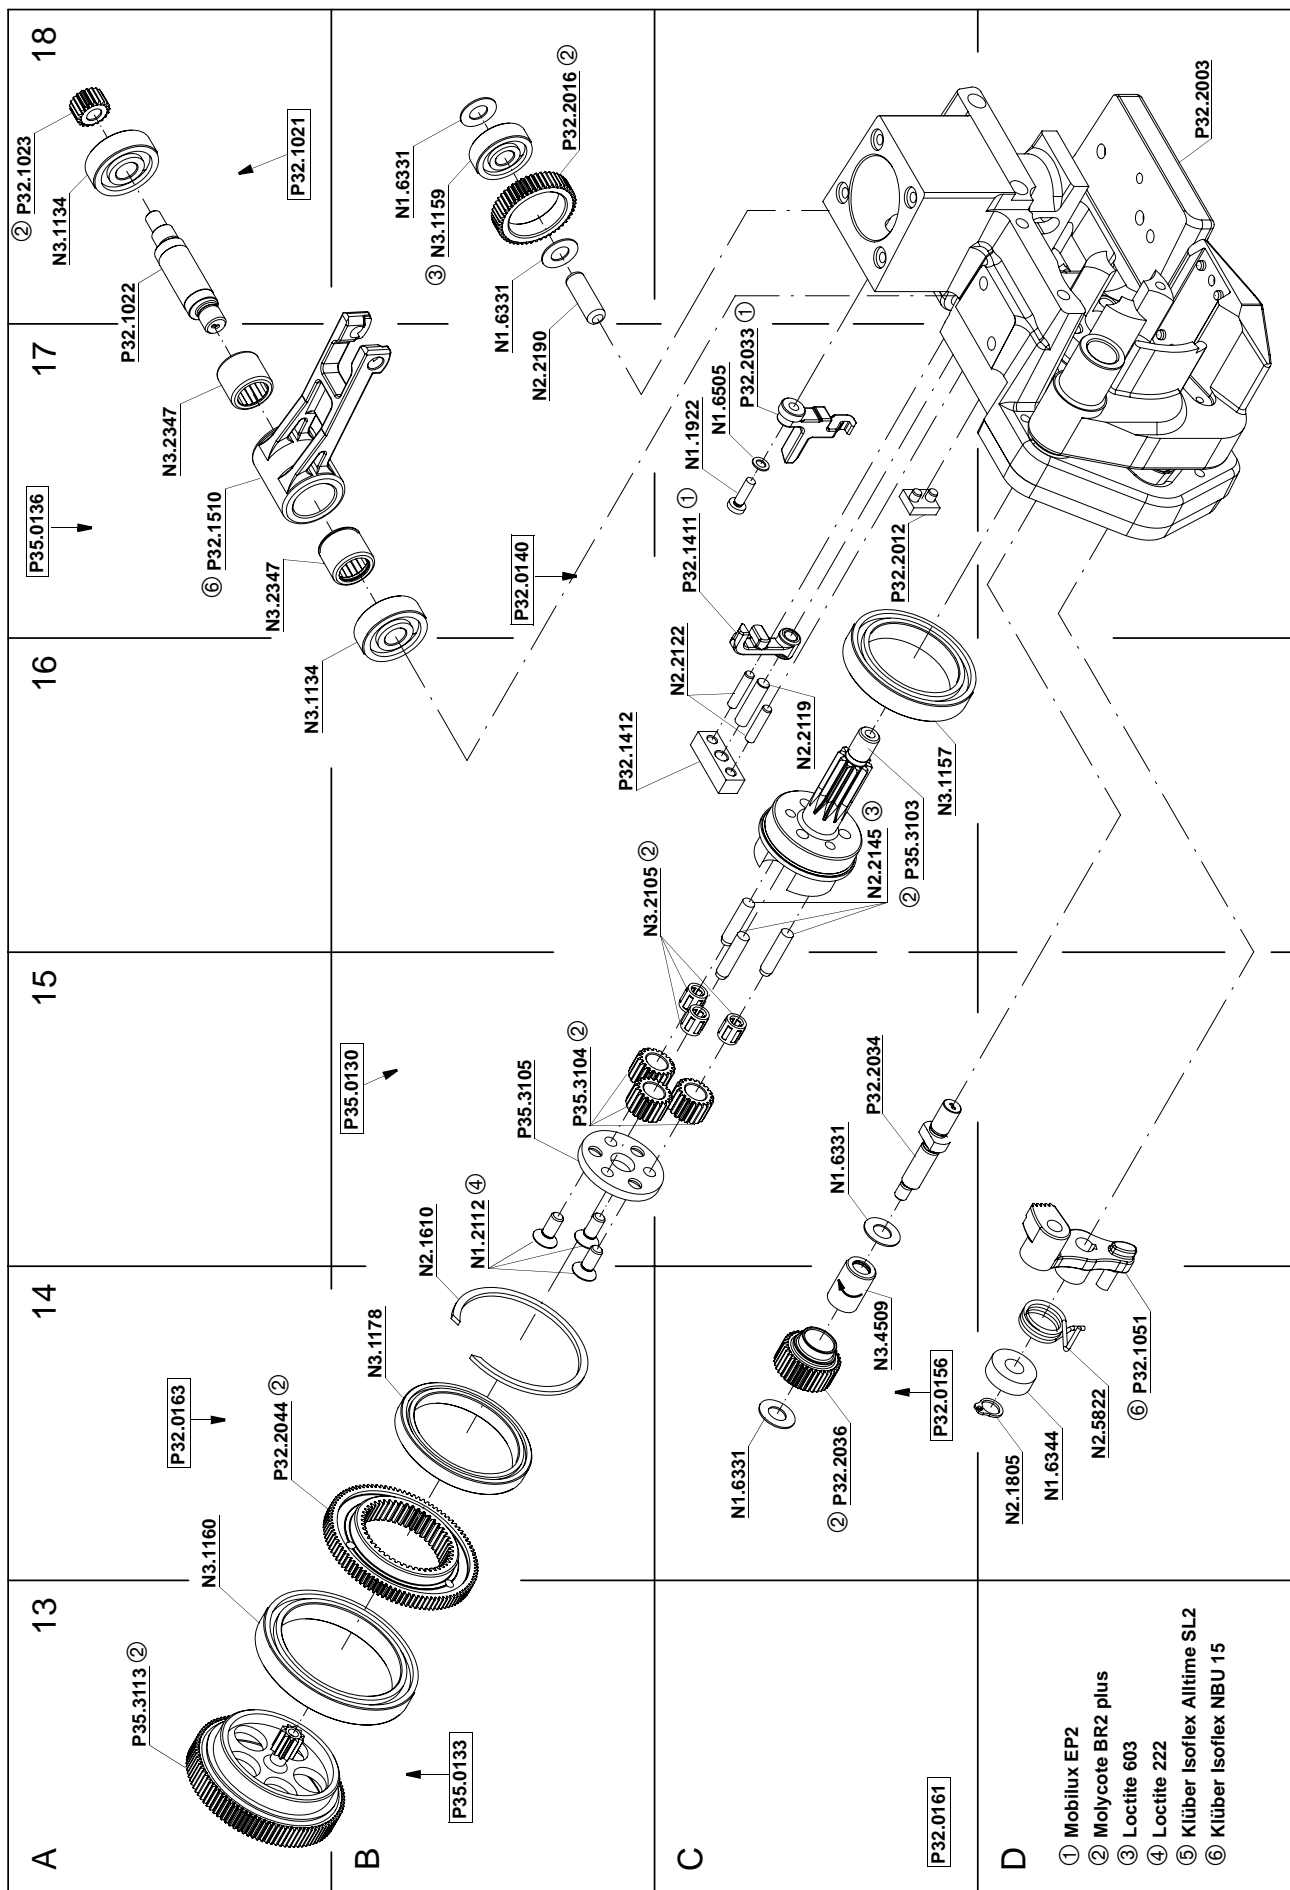 A
13
14
15
16
17
18
P35.3113 ②
N3.1160
P32.0163
P32.2044 ②
N3.1178
N2.1610
P35.0133
P35.0130
N1.2112 ④
P35.3105
P35.3104 ②
N3.2105 ②
P35.0136
⑥ P32.1510
N3.2347
N3.1134
N3.2347
P32.1022
N3.1134
② P32.1023
P32.1021
B
P32.0140
N1.6331
③ N3.1159
P32.2016 ②
N1.6331
N2.2190
C
P32.1412
N2.2122
N2.2119
P32.1411 ①
N1.1922
N1.6505
P32.2033 ①
P32.2012
N3.1157
N2.2145 ③
② P35.3103
P32.2034
N1.6331
N3.4509
P32.0156
N1.6331
② P32.2036
P32.0161
D
N2.1805
N1.6344
N2.5822
⑥ P32.1051
P32.2003
① Mobilux EP2
② Molycote BR2 plus
③ Loctite 603
④ Loctite 222
⑤ Klüber Isoflex Alltime SL2
⑥ Klüber Isoflex NBU 15